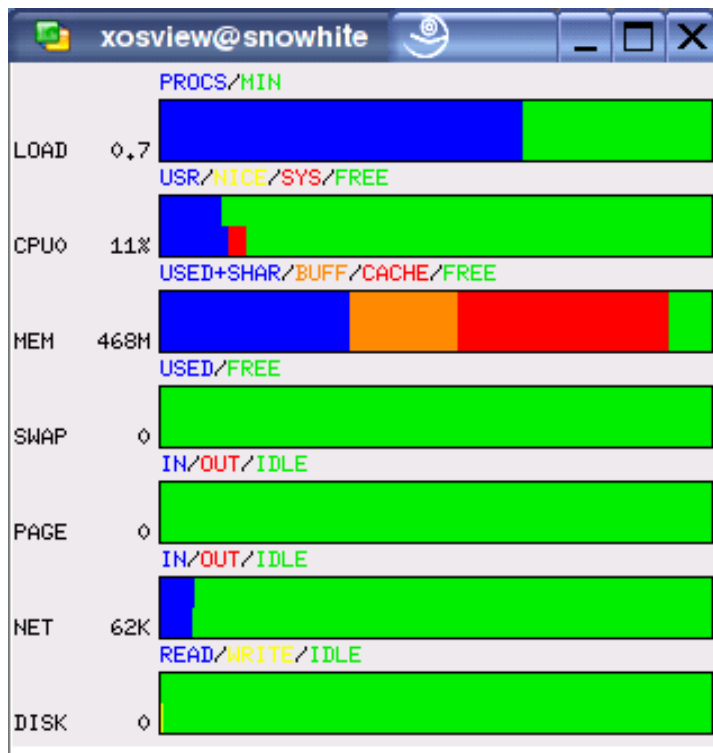 xosview@snowhite
PROCS/MIN
LOAD 0.7
USR/NICE/SYS/FREE
CPU0 11%
USED+SHAR/BUFF/CACHE/FREE
MEM 468M
USED/FREE
SWAP 0
IN/OUT/IDLE
PAGE 0
IN/OUT/IDLE
NET 62K
READ/WRITE/IDLE
DISK 0